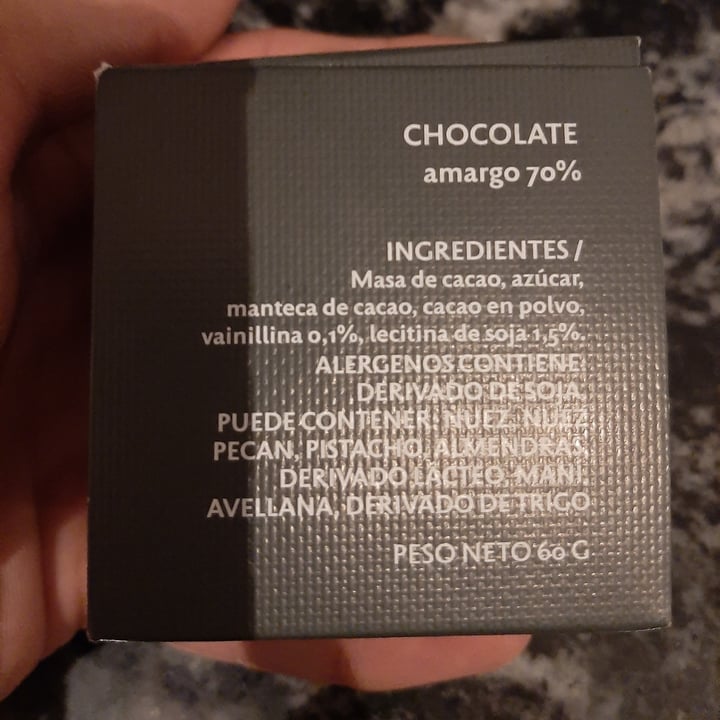 CHOCOLATE
amargo 70%
INGREDIENTES /
Masa de cacao, azúcar,
manteca de cacao, cacao en polvo,
vainillina 0,1%, lecitina de soja 1,5%.
ALERGENOS CONTIENE:
DERIVADO DE SOJA.
PUEDE CONTENER: NUEZ, NUEZ
PECAN, PISTACHO, ALMENDRAS,
DERIVADO LÁCTEO, MANÍ,
AVELLANA, DERIVADO DE TRIGO
PESO NETO 60 G